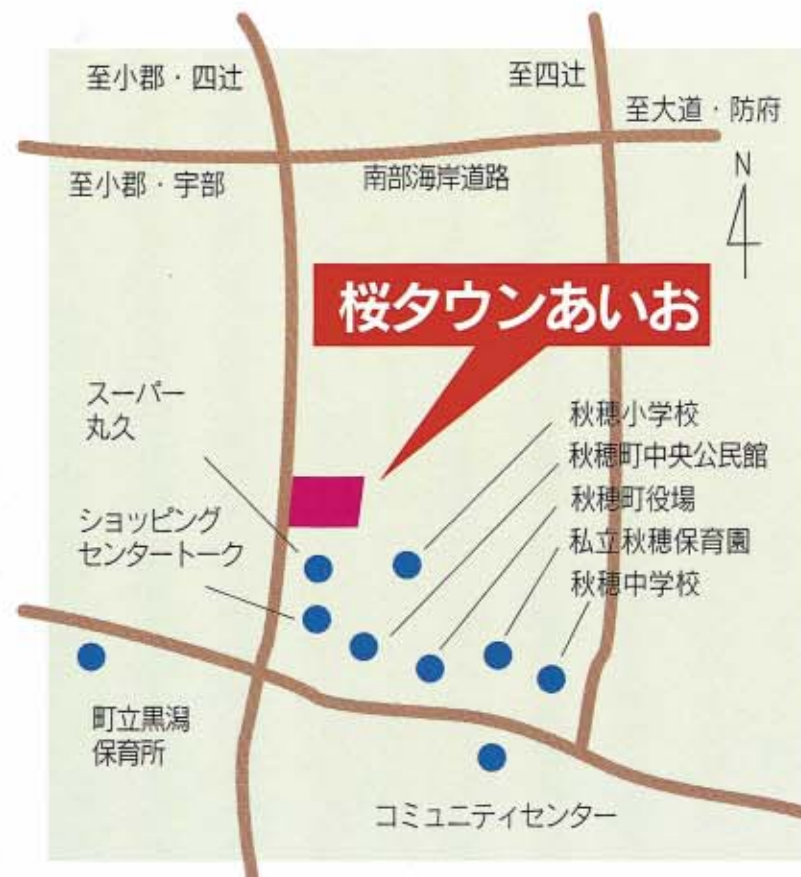 至小郡・四辻
至四辻
至大道・防府
至小郡・宇部
南部海岸道路
N
桜タウンあいお
スーパー
丸久
秋穂小学校
秋穂町中央公民館
秋穂町役場
私立秋穂保育園
秋穂中学校
ショッピング
センタートーク
町立黒潟
保育所
コミュニティセンター